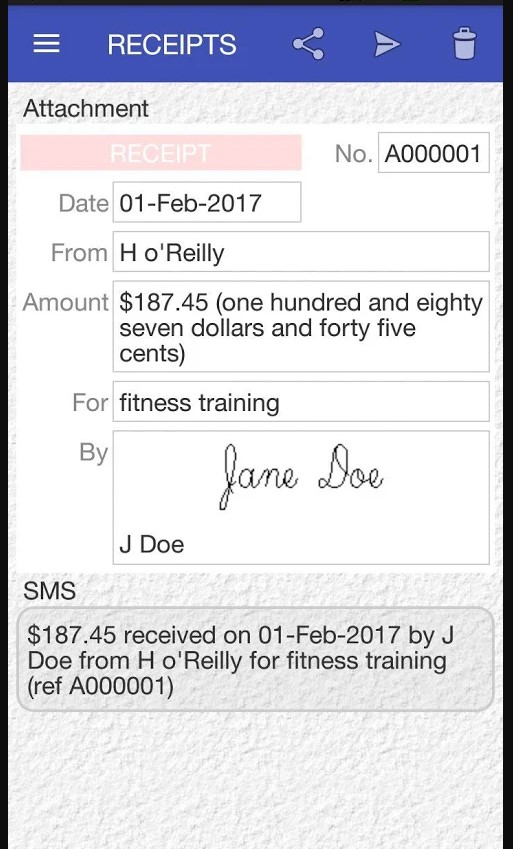 RECEIPTS
Attachment
RECEIPT
No. A000001
Date 01-Feb-2017
From H o'Reilly
Amount $187.45 (one hundred and eighty
seven dollars and forty five
cents)
For fitness training
By Jane Doe
J Doe
SMS
$187.45 received on 01-Feb-2017 by J
Doe from H o'Reilly for fitness training
(ref A000001)